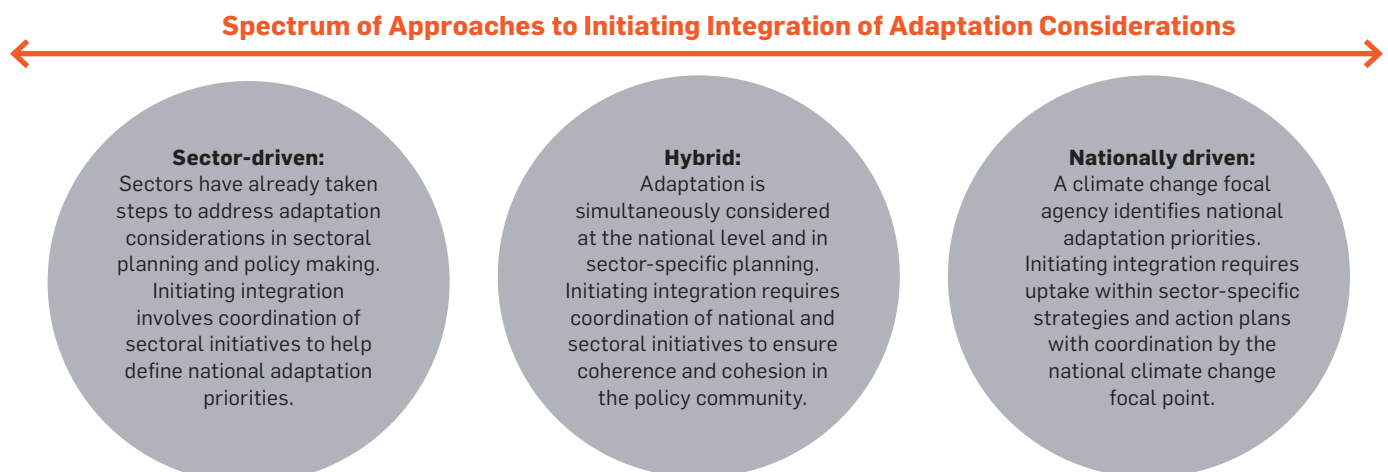 Spectrum of Approaches to Initiating Integration of Adaptation Considerations
Sector-driven:
Sectors have already taken
steps to address adaptation
considerations in sectoral
planning and policy making.
Initiating integration
involves coordination of
sectoral initiatives to help
define national adaptation
priorities.
Hybrid:
Adaptation is
simultaneously considered
at the national level and in
sector-specific planning.
Initiating integration requires
coordination of national and
sectoral initiatives to ensure
coherence and cohesion in
the policy community.
Nationally driven:
A climate change focal
agency identifies national
adaptation priorities.
Initiating integration requires
uptake within sector-specific
strategies and action plans
with coordination by the
national climate change
focal point.